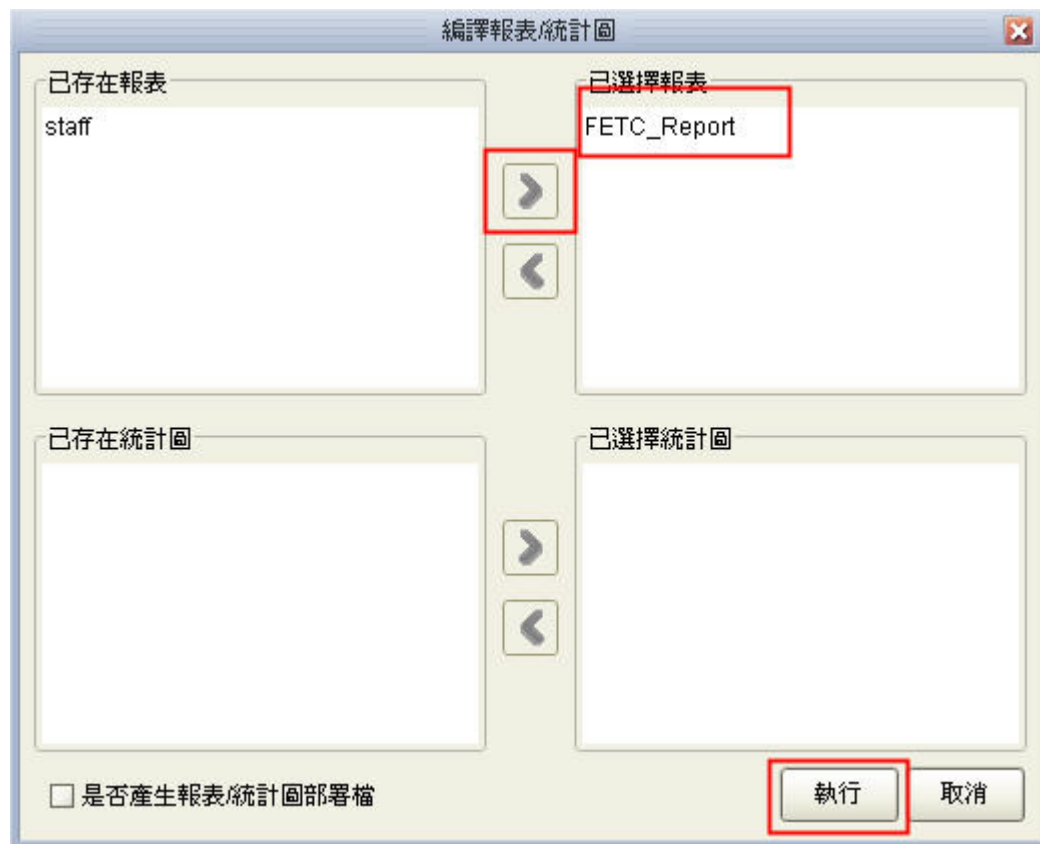 編譯報表/統計圖
已存在報表
已選擇報表
staff
FETC_Report
已存在統計圖
已選擇統計圖
是否產生報表/統計圖部署檔
執行
取消